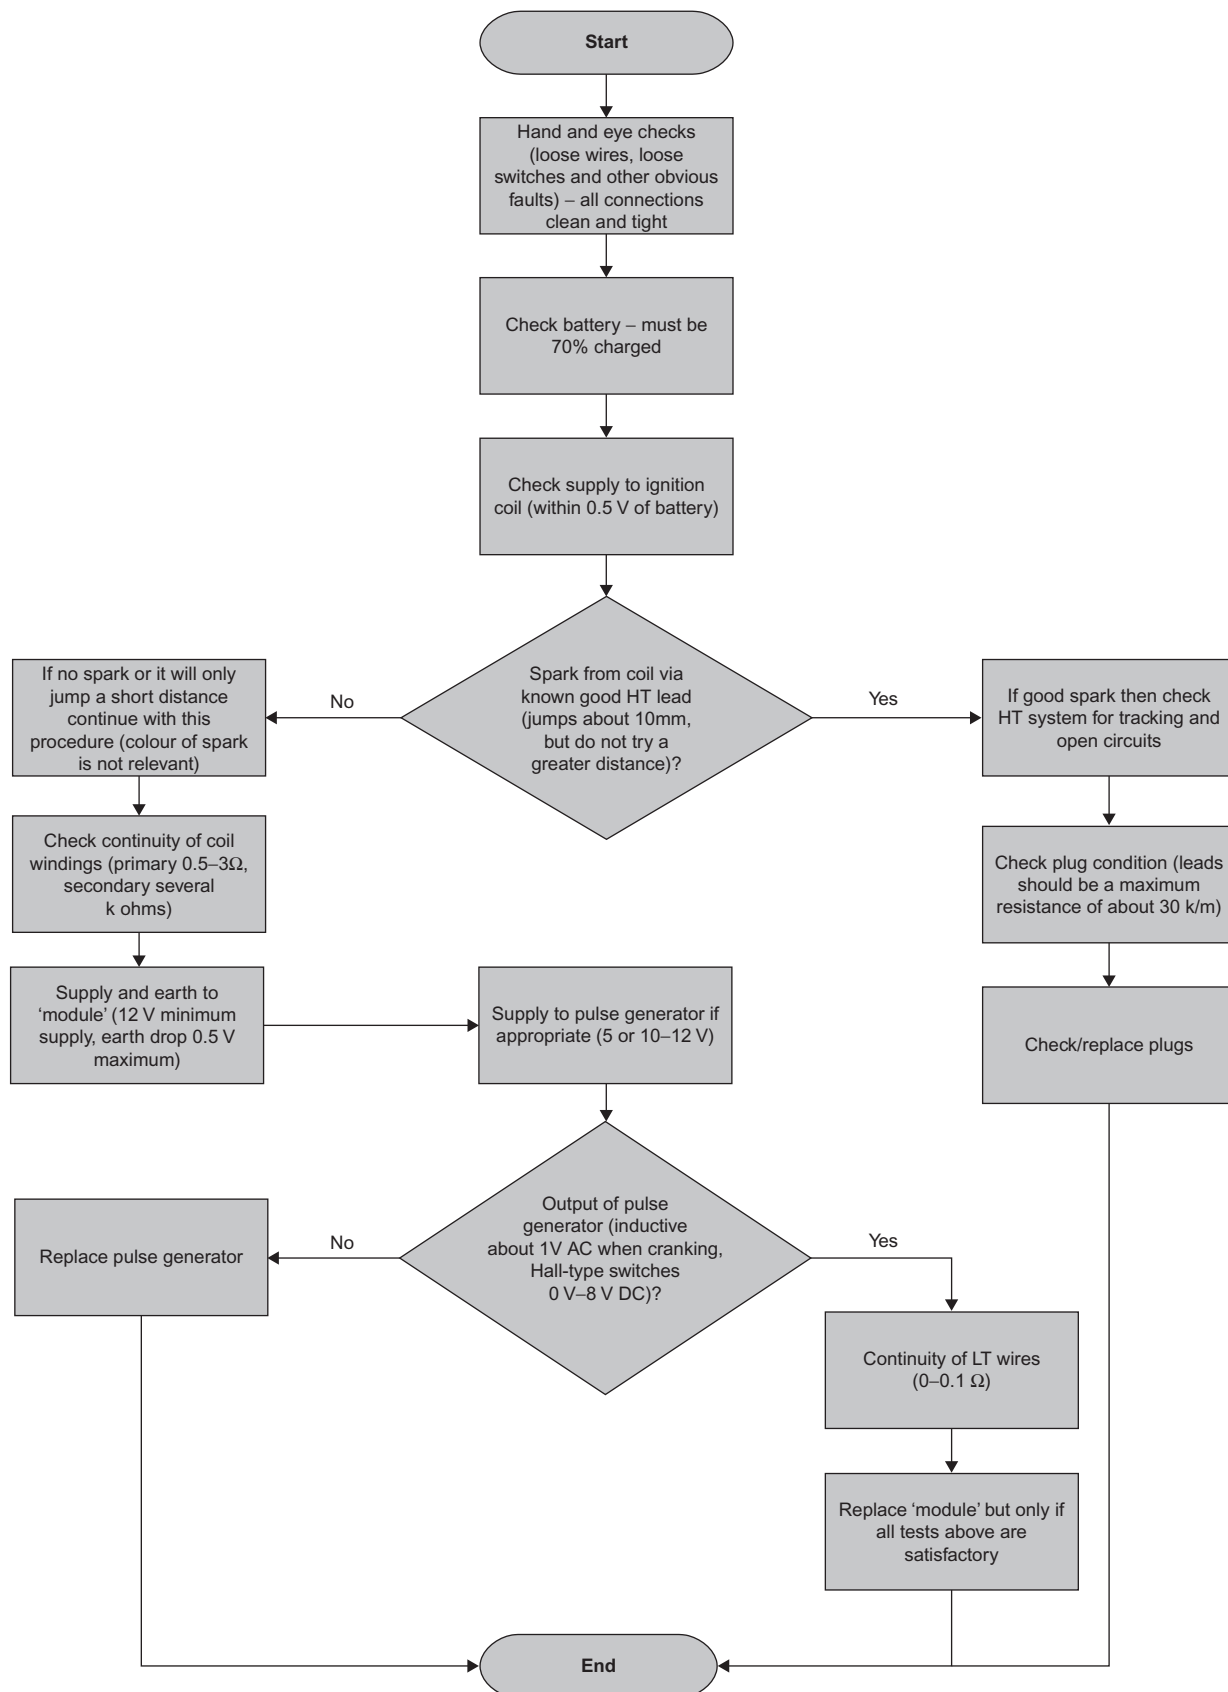 Start
Hand and eye checks
(loose wires, loose
switches and other obvious
faults) – all connections
clean and tight
Check battery – must be
70% charged
Check supply to ignition
coil (within 0.5 V of battery)
Spark from coil via
known good HT lead
(jumps about 10mm,
but do not try a
greater distance)?
No
Yes
If no spark or it will only
jump a short distance
continue with this
procedure (colour of spark
is not relevant)
If good spark then check
HT system for tracking and
open circuits
Check continuity of coil
windings (primary 0.5–3Ω,
secondary several
k ohms)
Check plug condition (leads
should be a maximum
resistance of about 30 k/m)
Supply and earth to
‘module’ (12 V minimum
supply, earth drop 0.5 V
maximum)
Supply to pulse generator if
appropriate (5 or 10–12 V)
Check/replace plugs
Output of pulse
generator (inductive
about 1V AC when cranking,
Hall-type switches
0 V–8 V DC)?
No
Yes
Replace pulse generator
Continuity of LT wires
(0–0.1 Ω)
Replace ‘module’ but only if
all tests above are
satisfactory
End